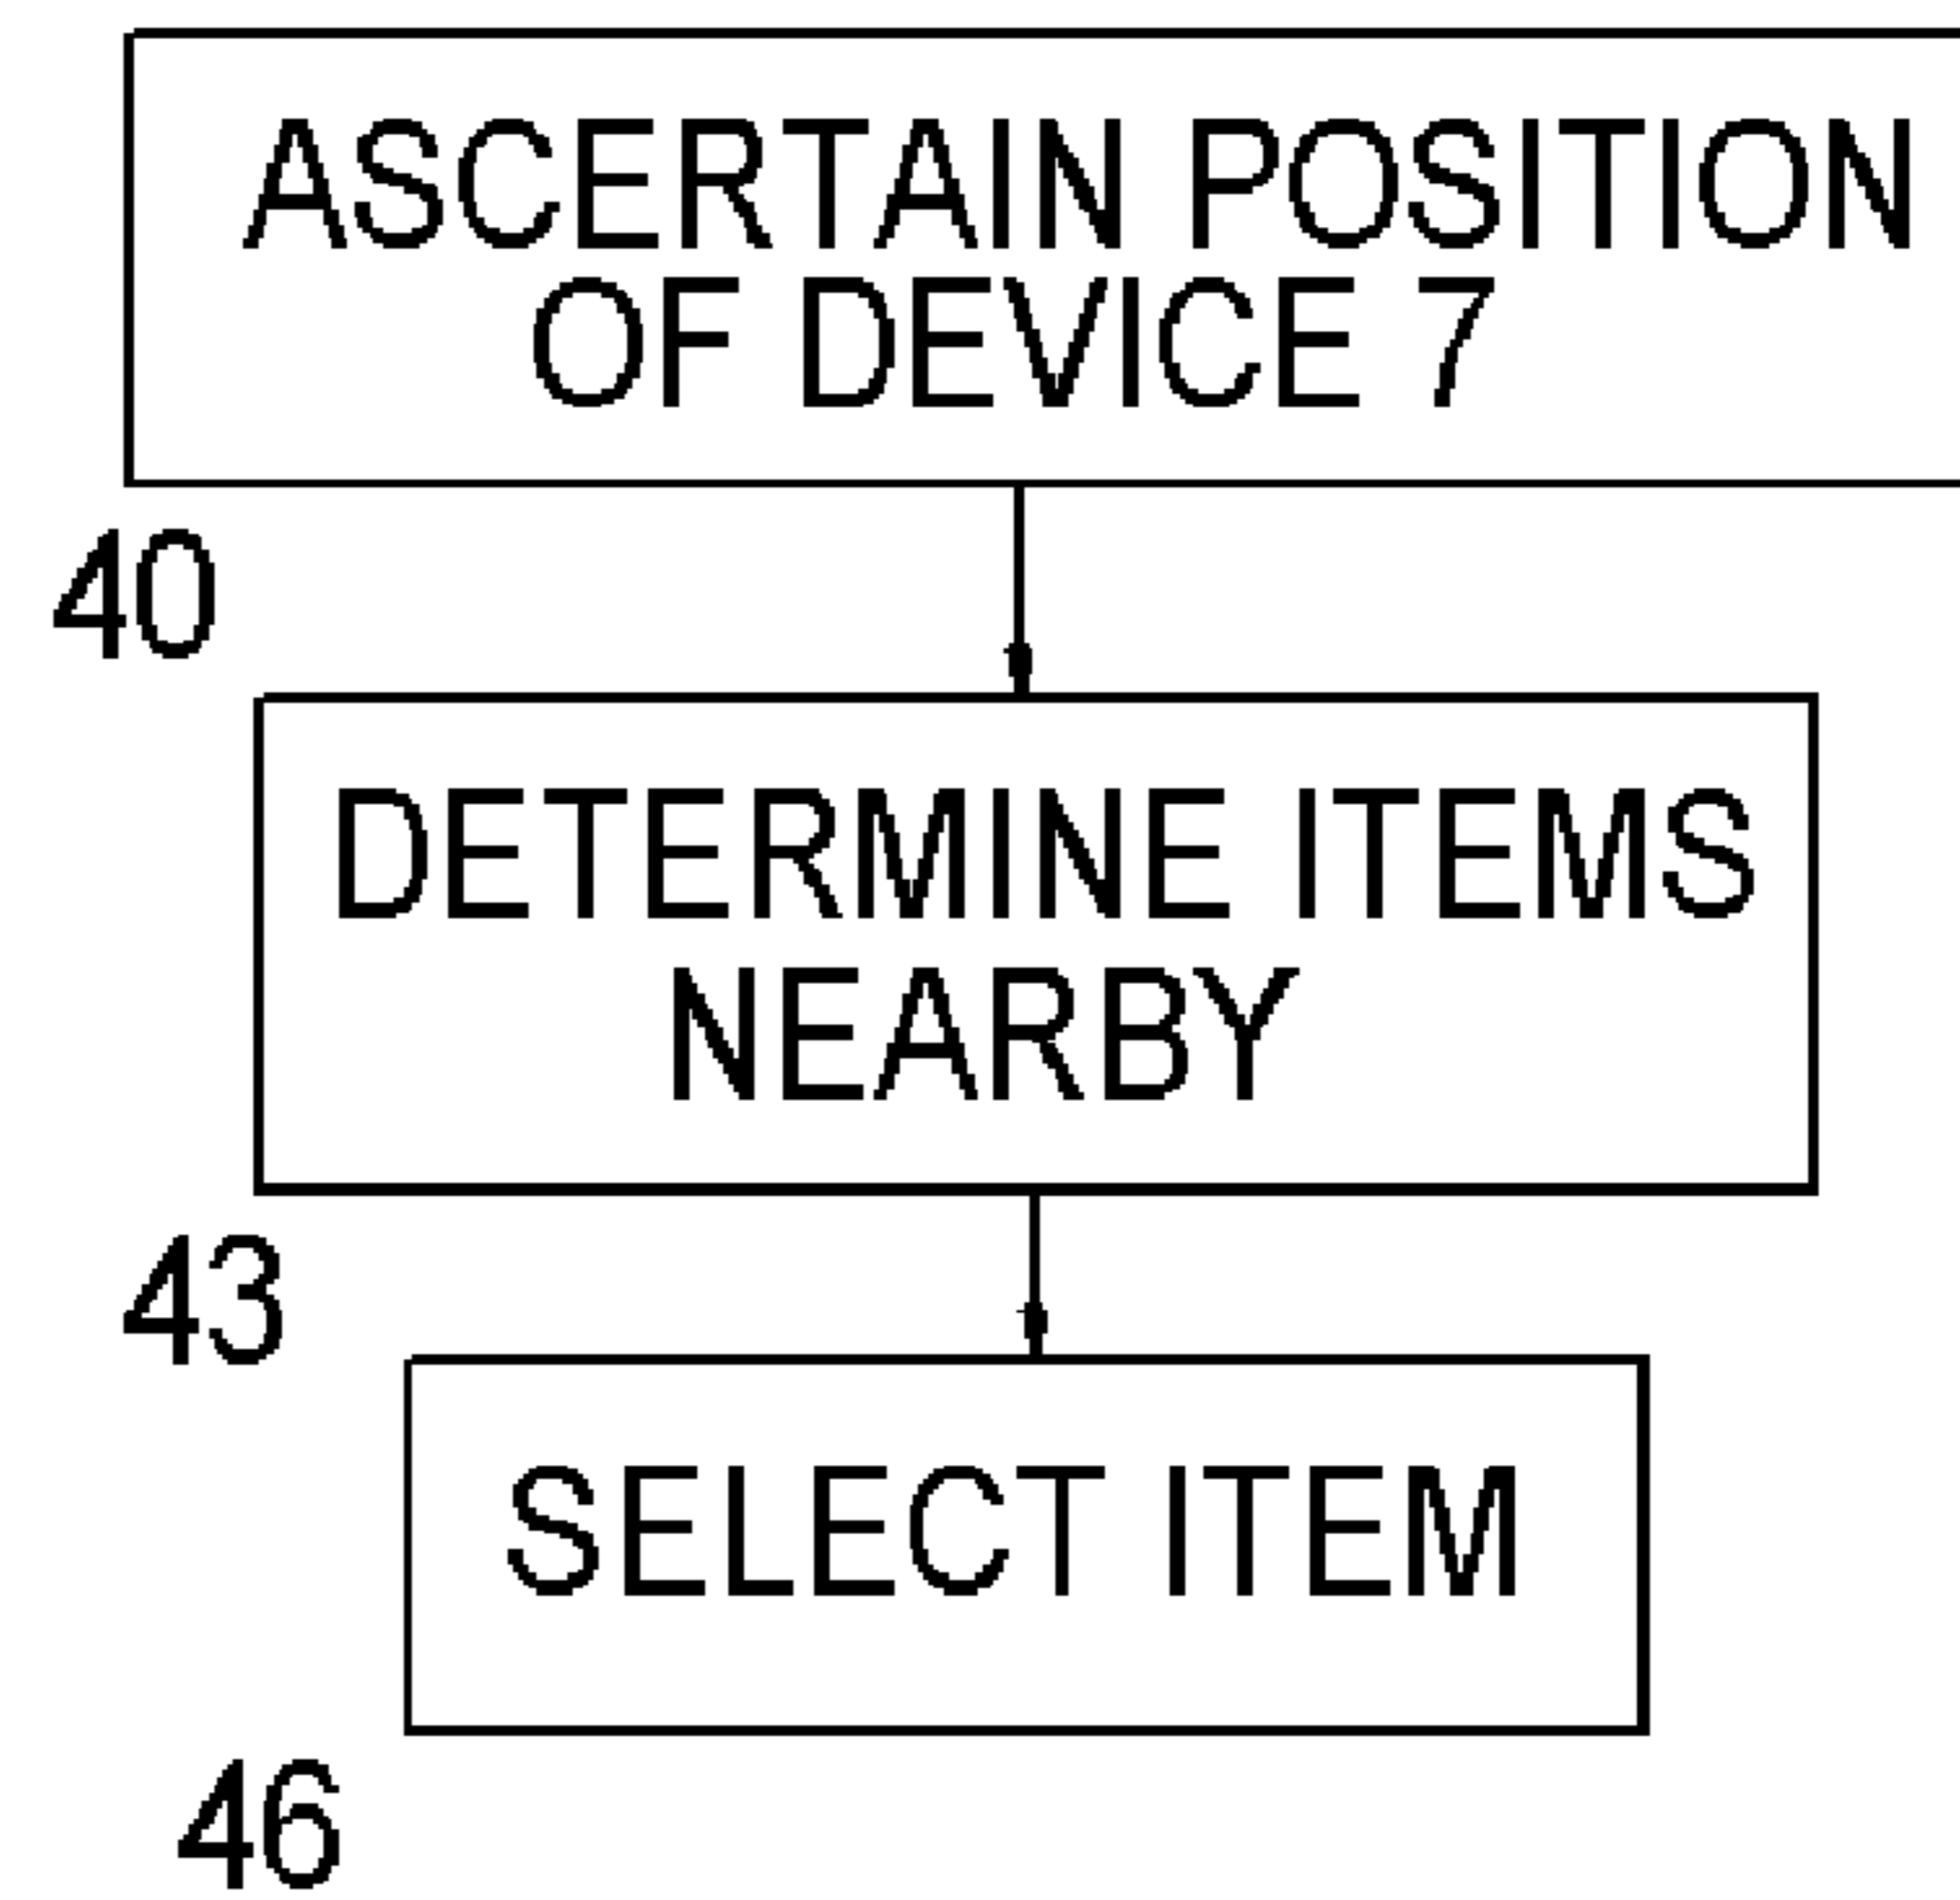 ASCERTAIN POSITION
OF DEVICE 7
40
DETERMINE ITEMS
NEARBY
43
SELECT ITEM
46